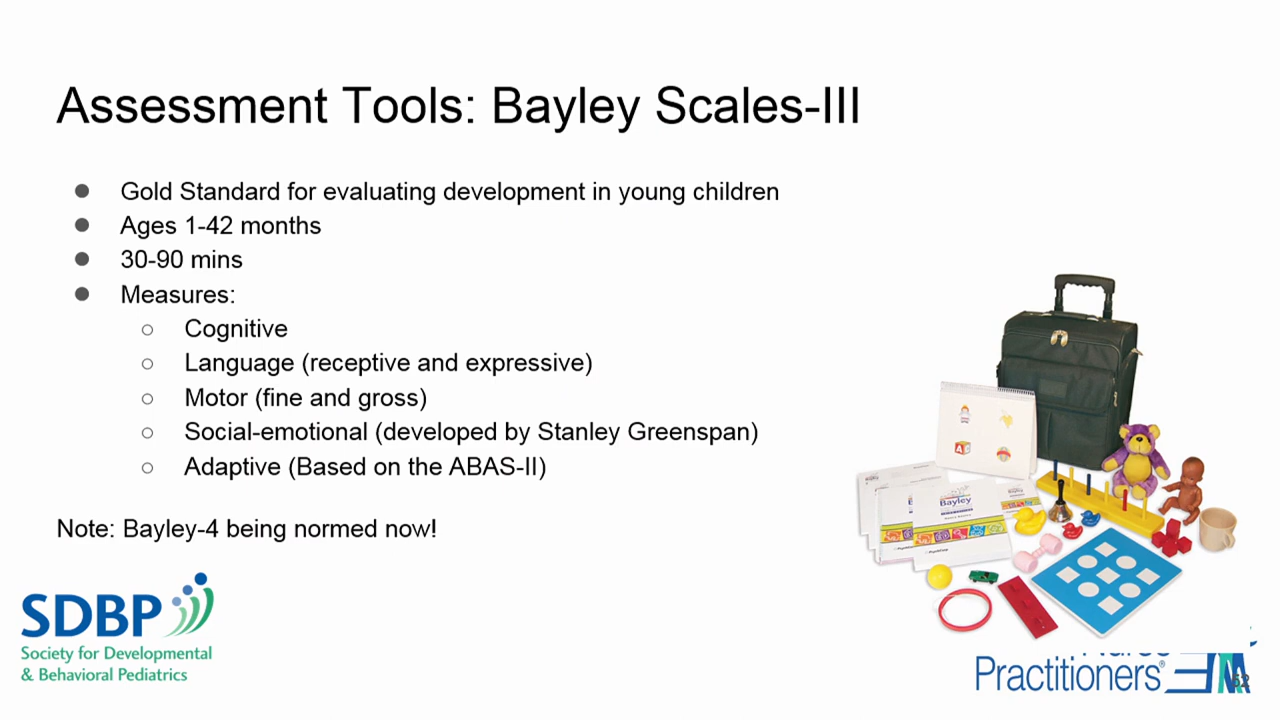 Assessment Tools: Bayley Scales-III
● Gold Standard for evaluating development in young children
● Ages 1-42 months
● 30-90 mins
● Measures:
○ Cognitive
○ Language (receptive and expressive)
○ Motor (fine and gross)
○ Social-emotional (developed by Stanley Greenspan)
○ Adaptive (Based on the ABAS-II)
Note: Bayley-4 being normed now!
Bayley
SDBP
Society for Developmental
& Behavioral Pediatrics
Practitioners®
52